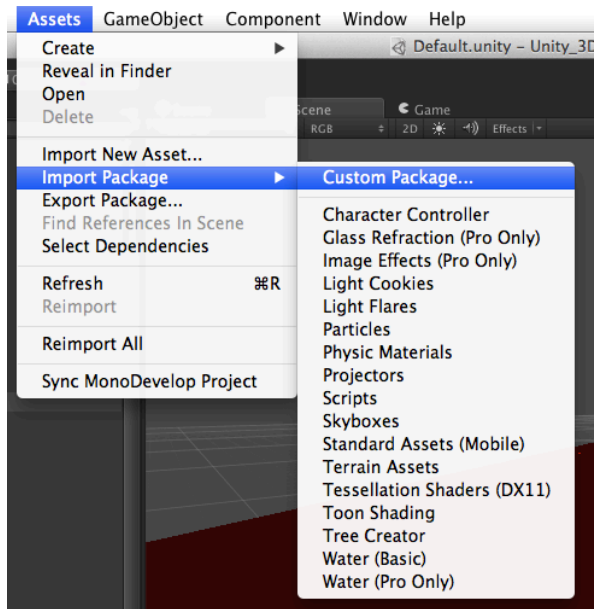 Assets GameObject Component Window Help
Default.unity – Unity_3D
Create
Reveal in Finder
Open
Delete
Import New Asset...
Import Package
Export Package...
Find References In Scene
Select Dependencies
Refresh ⌘R
Reimport
Reimport All
Sync MonoDevelop Project
Scene Game
RGB 2D Effects
Custom Package...
Character Controller
Glass Refraction (Pro Only)
Image Effects (Pro Only)
Light Cookies
Light Flares
Particles
Physic Materials
Projectors
Scripts
Skyboxes
Standard Assets (Mobile)
Terrain Assets
Tessellation Shaders (DX11)
Toon Shading
Tree Creator
Water (Basic)
Water (Pro Only)